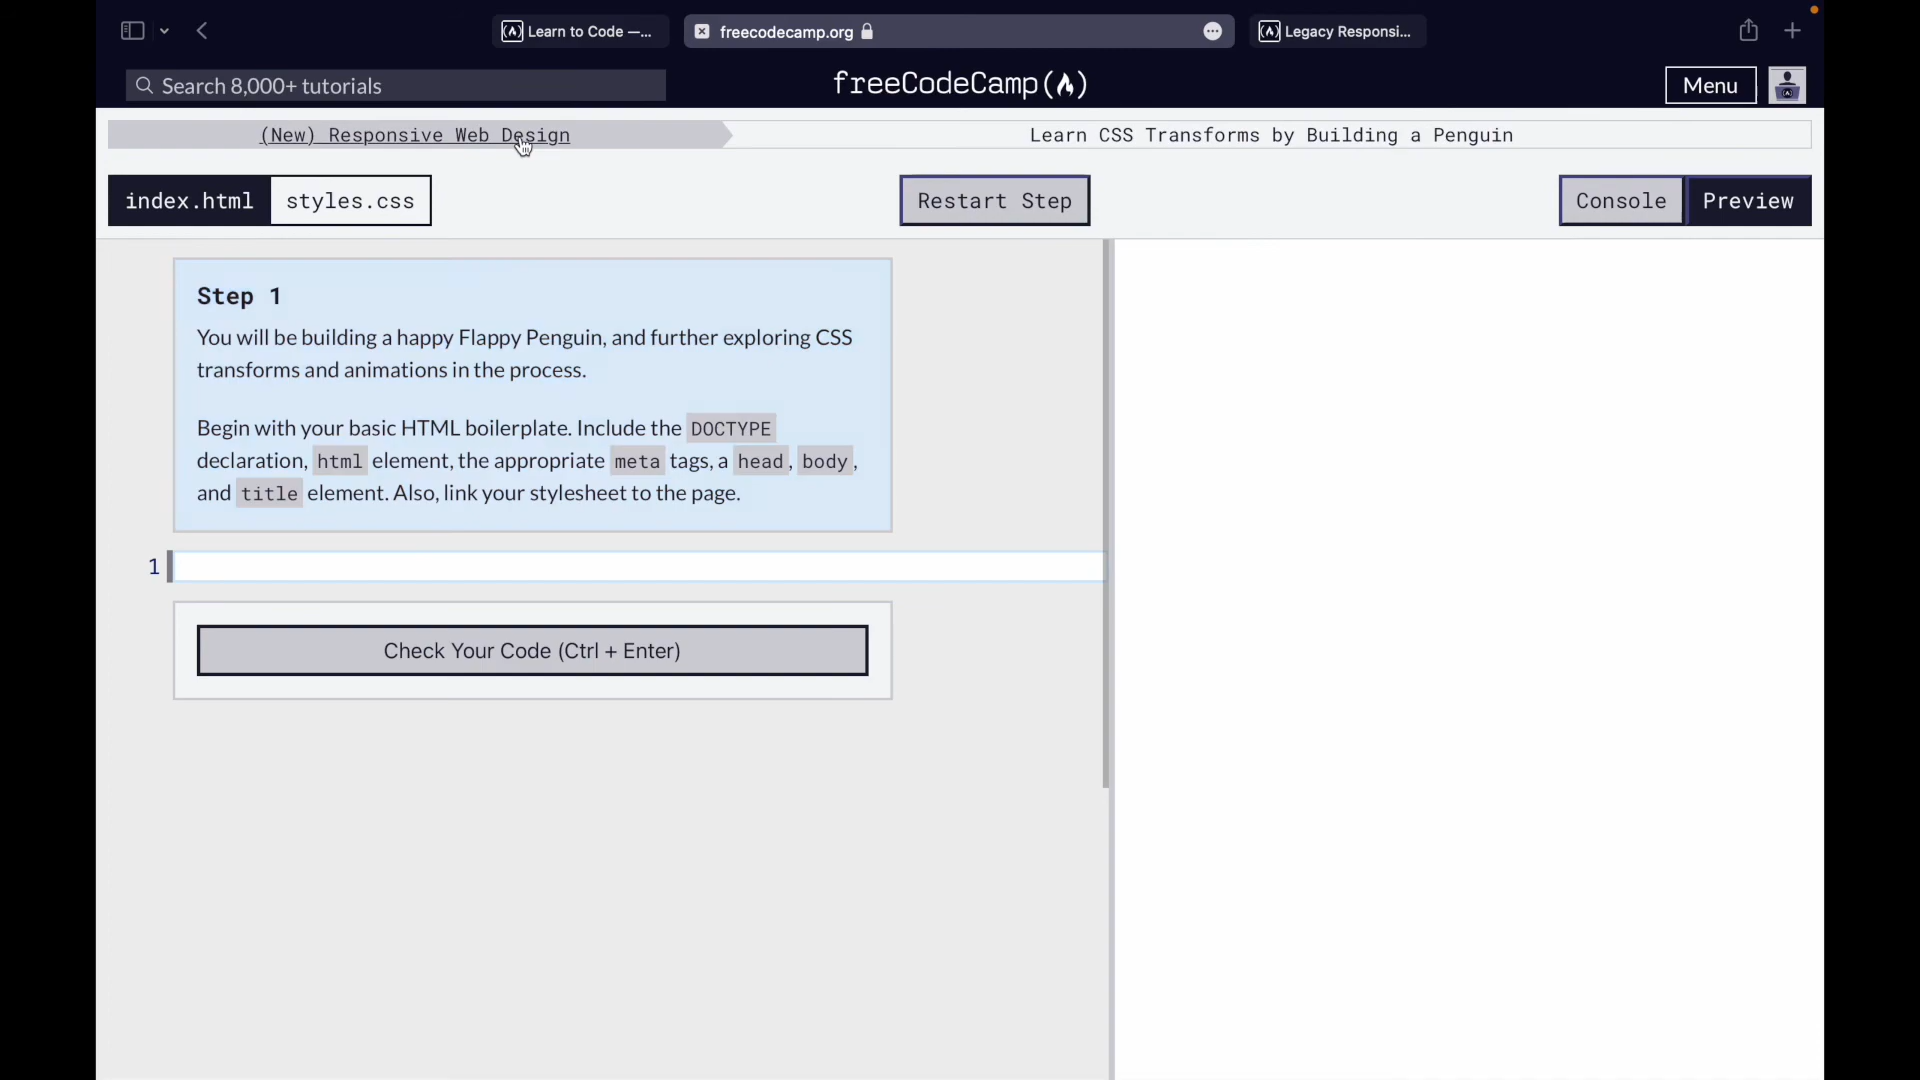 Learn to Code —...
freecodecamp.org
Legacy Responsi...
Search 8,000+ tutorials
freeCodeCamp(🔥)
Menu
(New) Responsive Web Design
Learn CSS Transforms by Building a Penguin
index.html
styles.css
Restart Step
Console
Preview
Step 1
You will be building a happy Flappy Penguin, and further exploring CSS
transforms and animations in the process.
Begin with your basic HTML boilerplate. Include the DOCTYPE
declaration, html element, the appropriate meta tags, a head, body,
and title element. Also, link your stylesheet to the page.
1
Check Your Code (Ctrl + Enter)